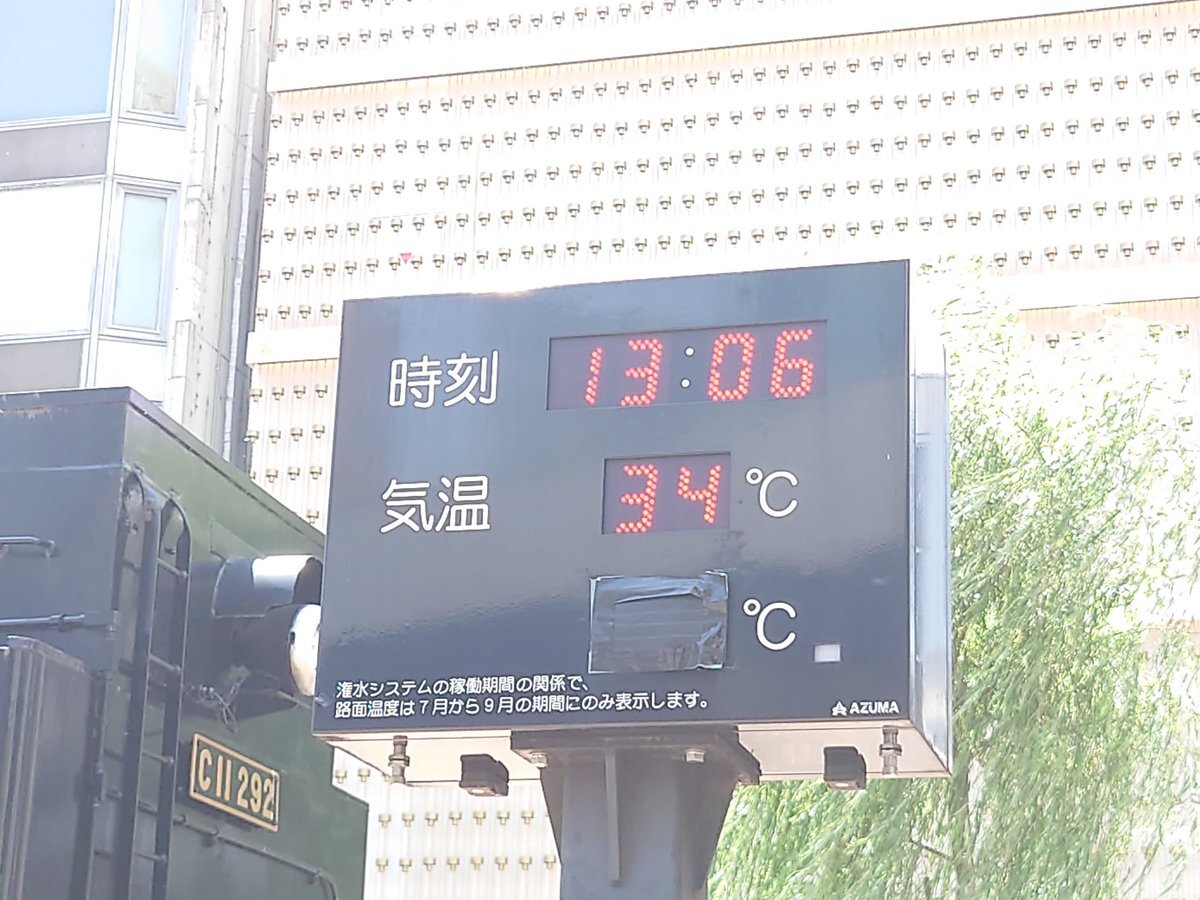 時刻 13:06
気温 34 ℃
℃
灌水システムの稼働期間の関係で、
路面温度は７月から９月の期間にのみ表示します。
AZUMA
C11 292